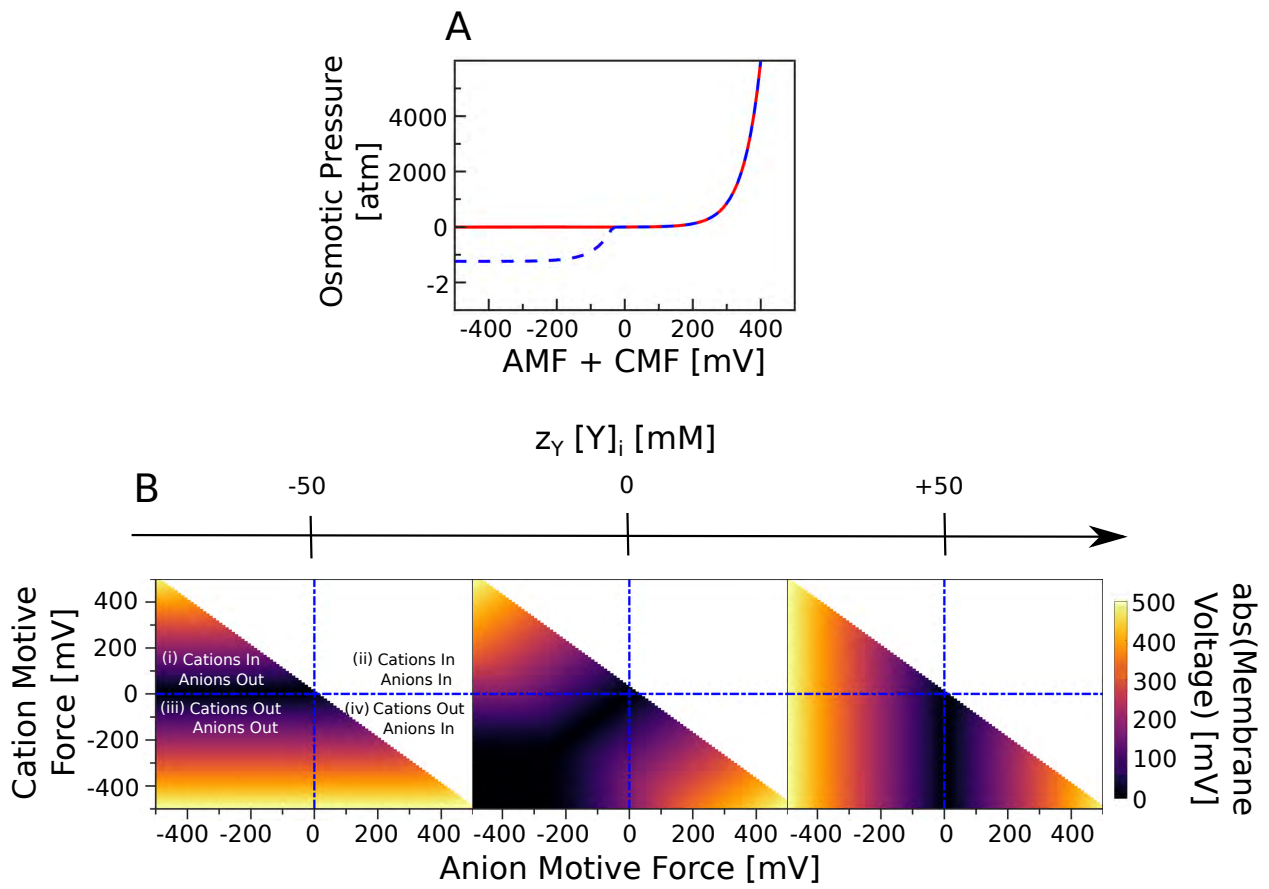 A
Osmotic Pressure
[atm]
4000
2000
0
-2
-400 -200 0 200 400
AMF + CMF [mV]
z_Y [Y]_i [mM]
B
-50 0 +50
Cation Motive
Force [mV]
400
200
0
-200
-400
(i) Cations In
Anions Out
(ii) Cations In
Anions In
(iii) Cations Out
Anions Out
(iv) Cations Out
Anions In
-400 -200 0 200 400
-400 -200 0 200 400
-400 -200 0 200 400
Anion Motive Force [mV]
500
400
300
200
100
0
abs(Membrane
Voltage) [mV]